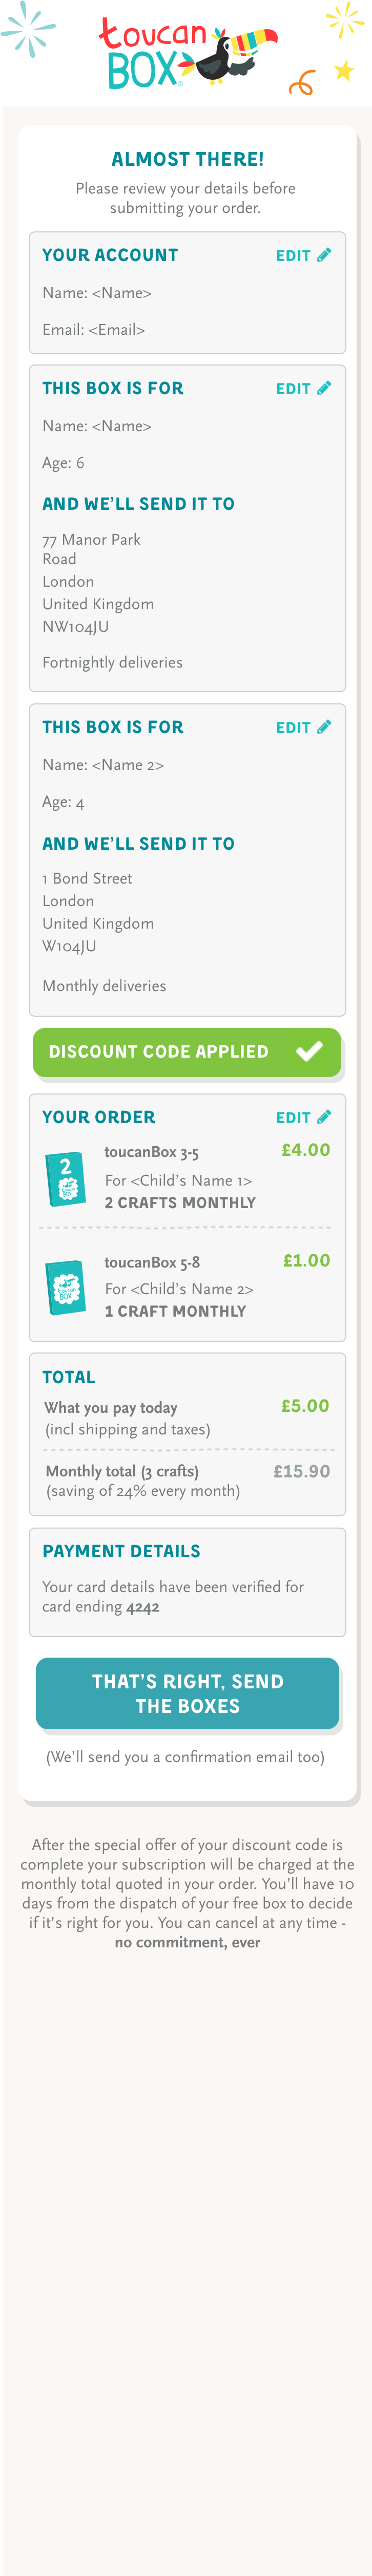 toucan
BOX
ALMOST THERE!
Please review your details before
submitting your order.
YOUR ACCOUNT EDIT
Name: <Name>
Email: <Email>
THIS BOX IS FOR EDIT
Name: <Name>
Age: 6
AND WE'LL SEND IT TO
77 Manor Park
Road
London
United Kingdom
NW104JU
Fortnightly deliveries
THIS BOX IS FOR EDIT
Name: <Name 2>
Age: 4
AND WE'LL SEND IT TO
1 Bond Street
London
United Kingdom
W104JU
Monthly deliveries
DISCOUNT CODE APPLIED
YOUR ORDER EDIT
2
toucanBox 3-5 £4.00
For <Child's Name 1>
2 CRAFTS MONTHLY
toucan
BOX
toucanBox 5-8 £1.00
For <Child's Name 2>
1 CRAFT MONTHLY
TOTAL
What you pay today £5.00
(incl shipping and taxes)
Monthly total (3 crafts) £15.90
(saving of 24% every month)
PAYMENT DETAILS
Your card details have been verified for
card ending 4242
THAT'S RIGHT, SEND
THE BOXES
(We'll send you a confirmation email too)
After the special offer of your discount code is
complete your subscription will be charged at the
monthly total quoted in your order. You'll have 10
days from the dispatch of your free box to decide
if it's right for you. You can cancel at any time -
no commitment, ever